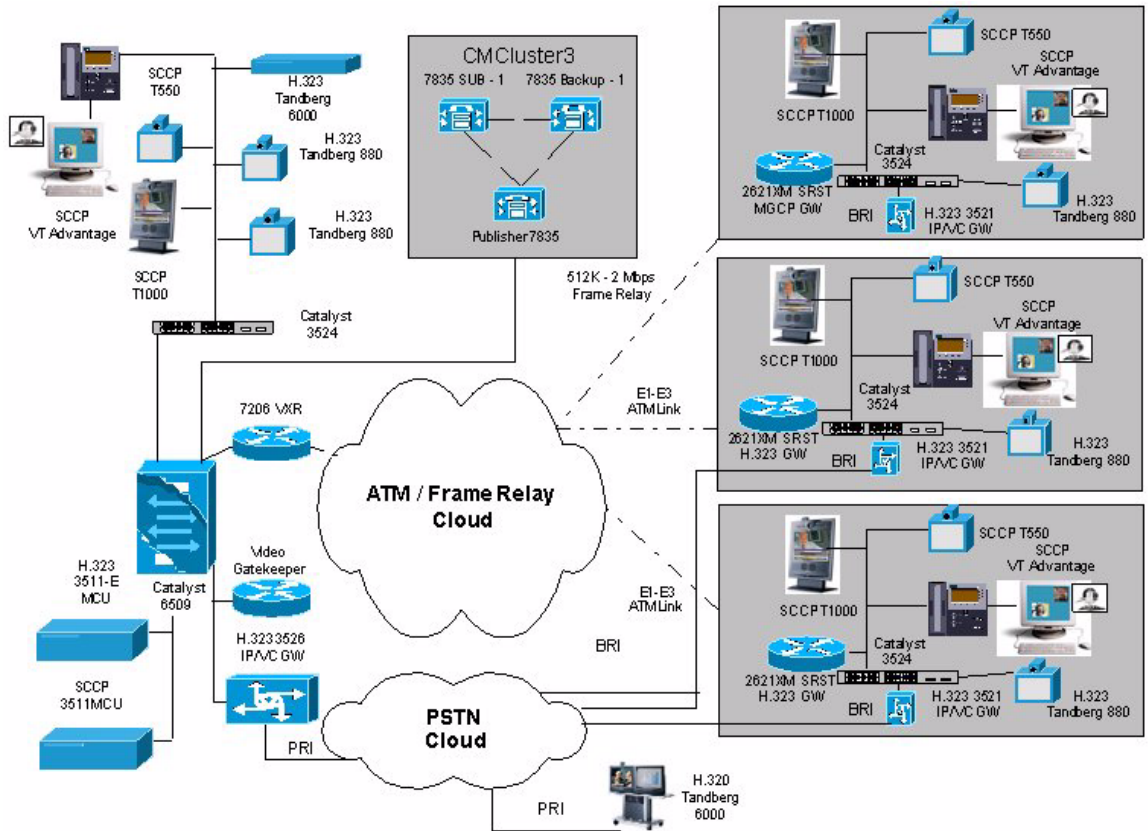 SCCP
T550
H.323
Tandberg
6000
H.323
Tandberg 880
SCCP
VT Advantage
H.323
Tandberg 880
SCCP
T1000
Catalyst
3524
CMCluster3
7835 SUB - 1
7835 Backup - 1
Publisher7835
512K - 2 Mbps
Frame Relay
7206 VXR
ATM / Frame Relay
Cloud
E1-E3
ATMLink
E1-E3
ATMLink
Video
Gatekeeper
H.323
3511-E
MCU
Catalyst
6509
H.3233526
IP/VC GW
SCCP
3511MCU
BRI
PSTN
Cloud
PRI
PRI
H.320
Tandberg
6000
SCCP T550
SCCP
VT Advantage
SCCPT1000
Catalyst
3524
2621XM SRST
MGCP GW
BRI
H.323 3521
IP/VC GW
H.323
Tandberg 880
SCCP T550
SCCP
VT Advantage
SCCPT1000
Catalyst
3524
2621XM SRST
H.323 GW
BRI
H.323 3521
IP/VC GW
H.323
Tandberg 880
SCCP T550
SCCP
VT Advantage
SCCPT1000
Catalyst
3524
2621XM SRST
H.323 GW
BRI
H.323 3521
IP/VC GW
H.323
Tandberg 880